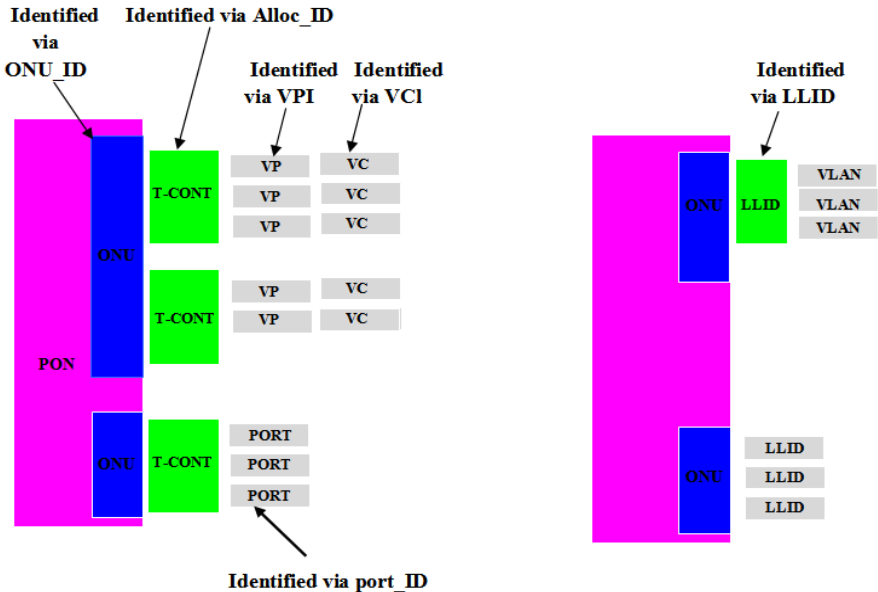 Identified
via
ONU_ID
Identified via Alloc_ID
Identified
via VPI
Identified
via VCl
Identified
via LLID
PON
ONU
T-CONT
VP
VC
VP
VC
VP
VC
T-CONT
VP
VC
VP
VC
ONU
T-CONT
PORT
PORT
PORT
Identified via port_ID
ONU
LLID
VLAN
VLAN
VLAN
ONU
LLID
LLID
LLID